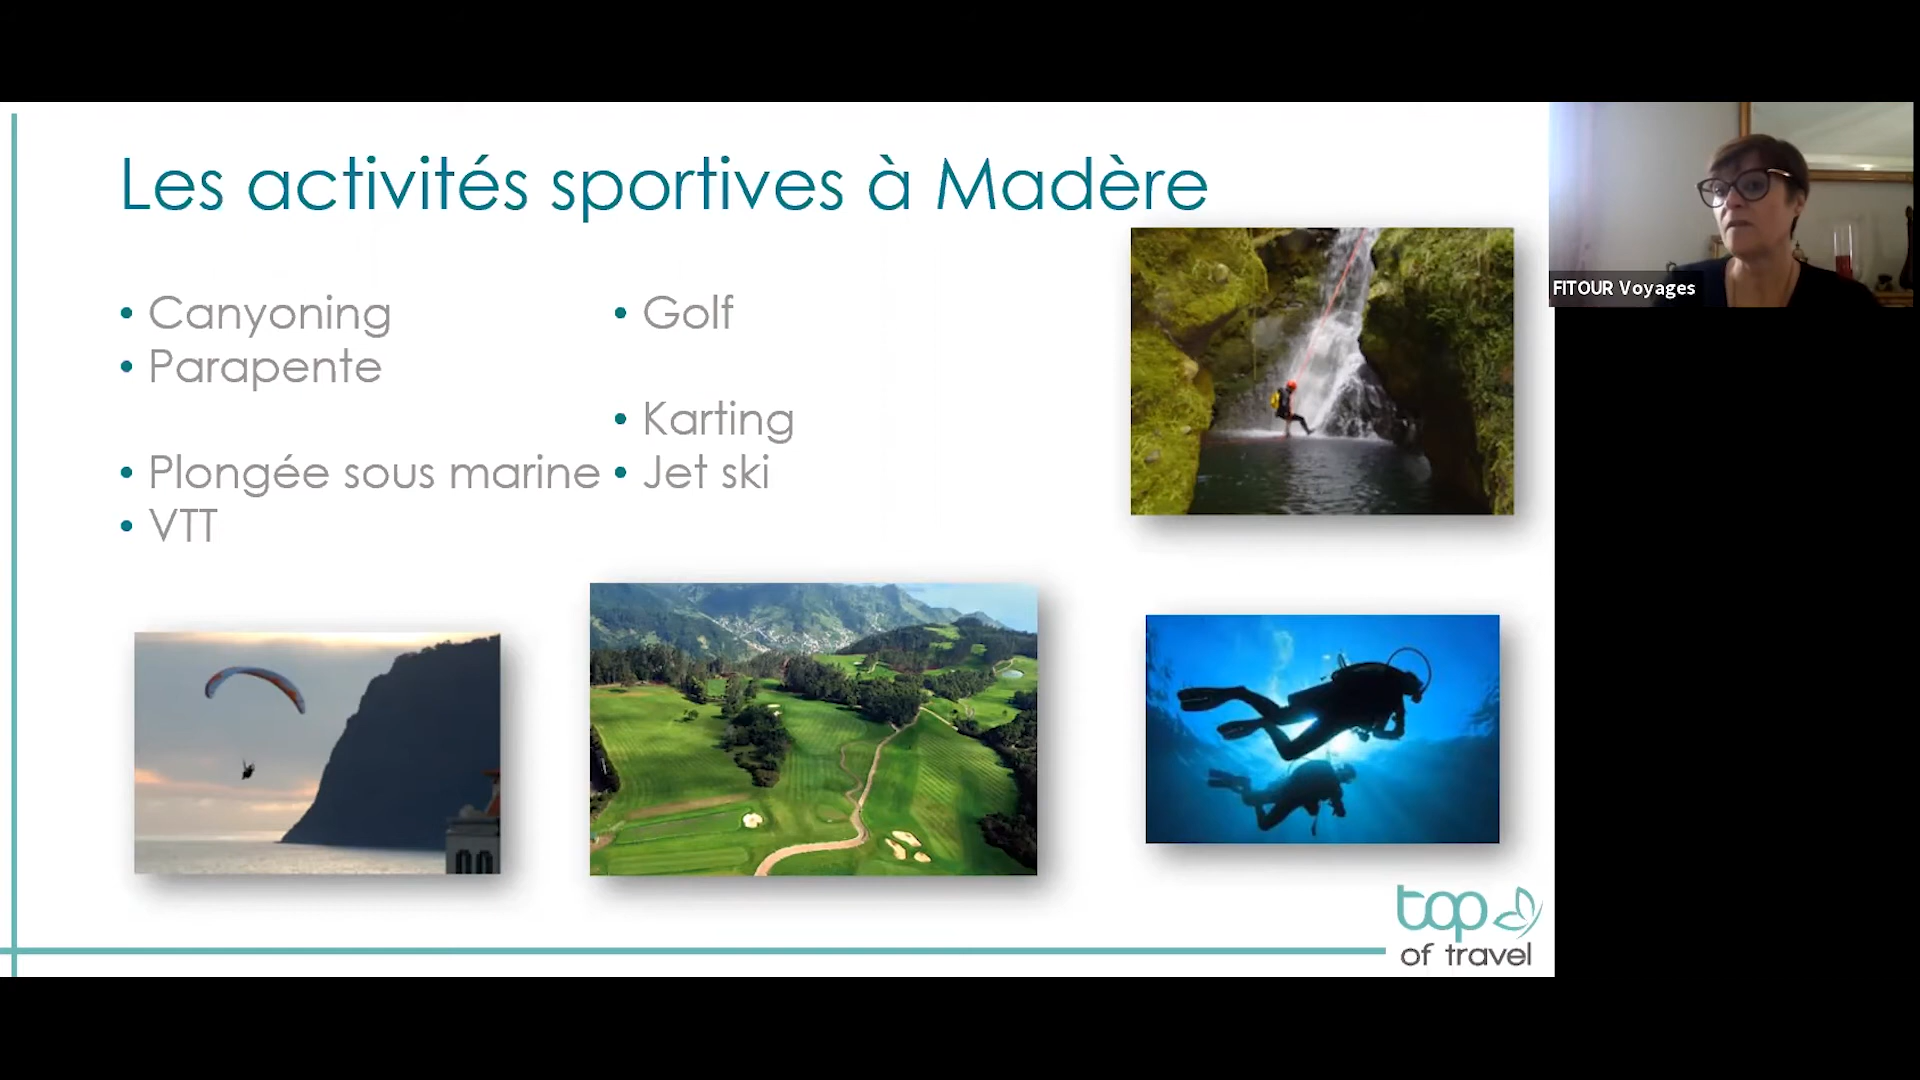 Les activités sportives à Madère
• Canyoning
• Parapente
• Plongée sous marine
• VTT
• Golf
• Karting
• Jet ski
FITOUR Voyages
top
of travel